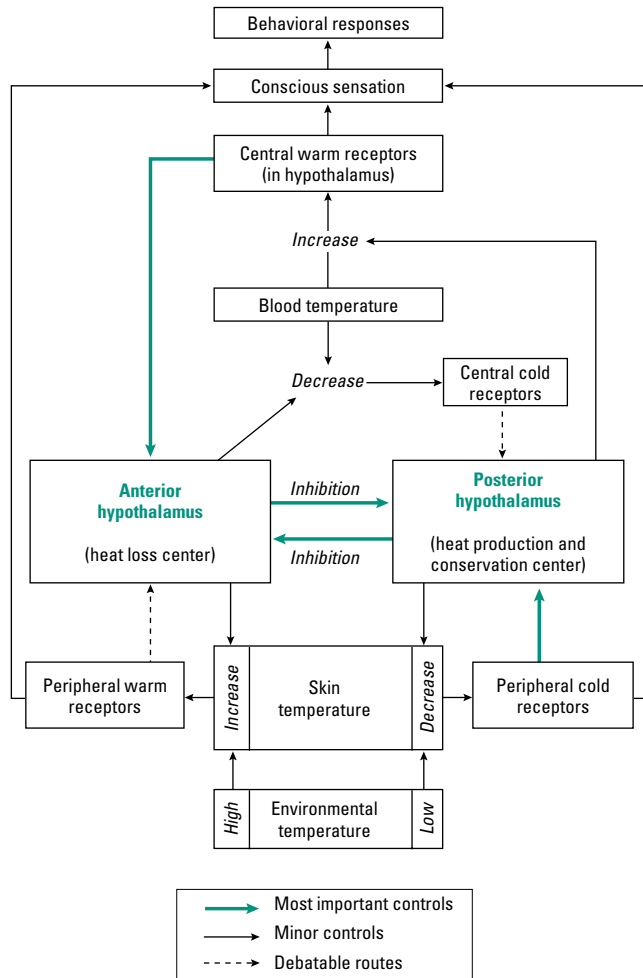 Behavioral responses
Conscious sensation
Central warm receptors
(in hypothalamus)
Increase
Blood temperature
Decrease
Central cold
receptors
Anterior
hypothalamus
(heat loss center)
Inhibition
Inhibition
Posterior
hypothalamus
(heat production and
conservation center)
Peripheral warm
receptors
Increase
Skin
temperature
Decrease
Peripheral cold
receptors
High
Environmental
temperature
Low
Most important controls
Minor controls
Debatable routes